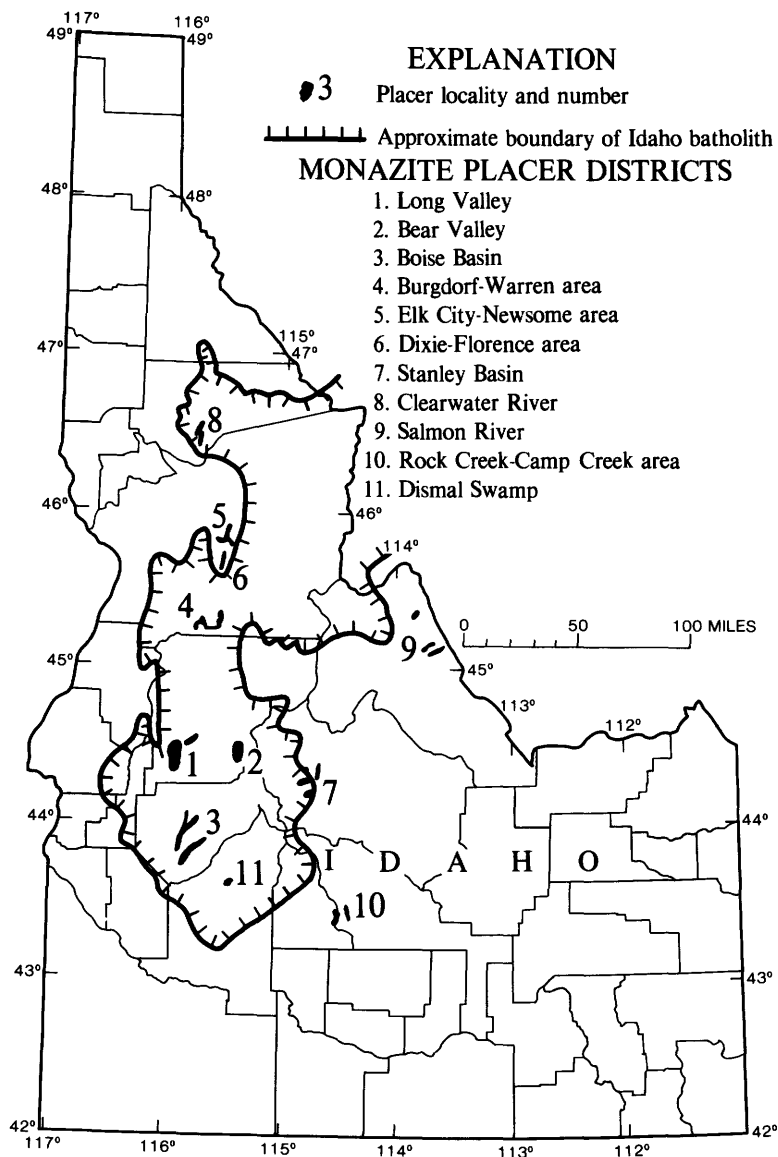 117°
116°
49°
49°
EXPLANATION
3 Placer locality and number
Approximate boundary of Idaho batholith
MONAZITE PLACER DISTRICTS
1. Long Valley
2. Bear Valley
3. Boise Basin
4. Burgdorf-Warren area
5. Elk City-Newsome area
6. Dixie-Florence area
7. Stanley Basin
8. Clearwater River
9. Salmon River
10. Rock Creek-Camp Creek area
11. Dismal Swamp
48°
48°
115°
47°
47°
8
46°
46°
5
6
114°
4
9
0 50 100 MILES
45°
45°
113°
112°
1
2
7
44°
44°
3
I D A H O
11
10
43°
43°
42°
42°
117° 116° 115° 114° 113° 112°